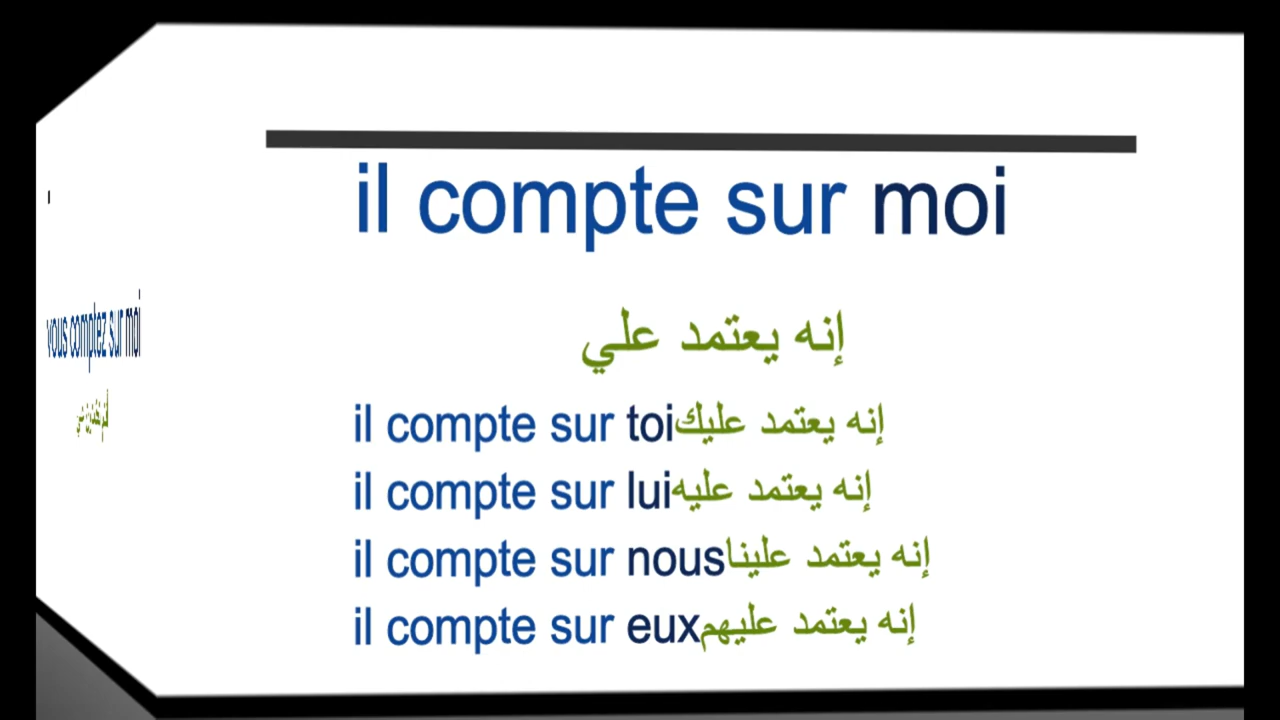 il compte sur moi
إنه يعتمد علي
il compte sur toi إنه يعتمد عليك
il compte sur lui إنه يعتمد عليه
il compte sur nous إنه يعتمد علينا
il compte sur eux إنه يعتمد عليهم
vous comptez sur moi